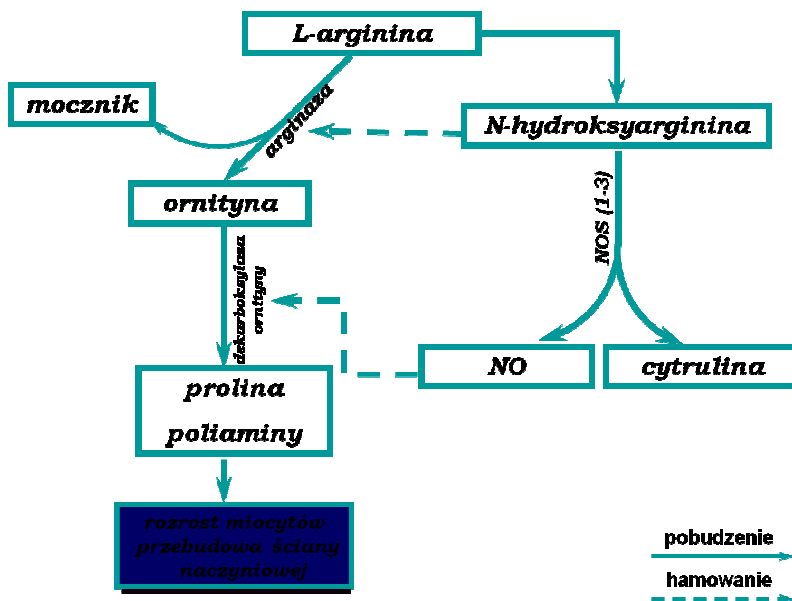 L-arginina
mocznik
arginaza
N-hydroksyarginina
ornityna
NOS (1-3)
dekarboksylaza
ornityny
NO
cytrulina
prolina
poliaminy
rozrost miocytów
przebudowa ściany
naczyniowej
pobudzenie
hamowanie